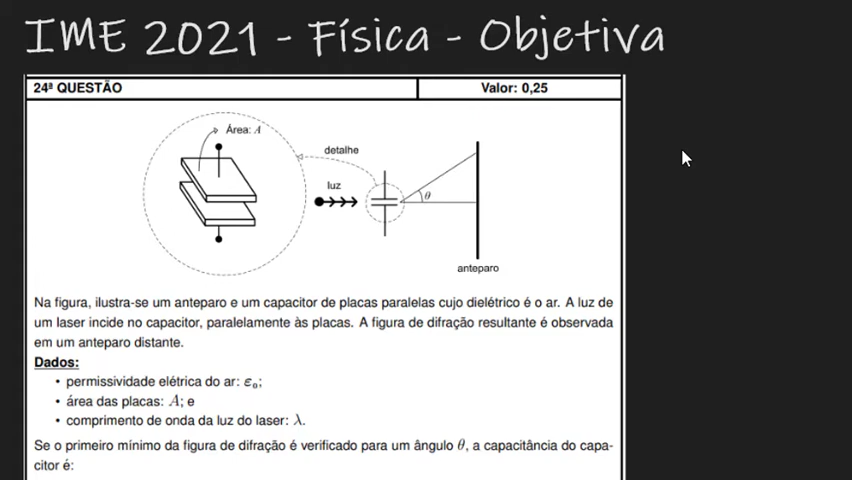 IME 2021 - Física - Objetiva
24ª QUESTÃO Valor: 0,25
Área: A
detalhe
luz
θ
anteparo
Na figura, ilustra-se um anteparo e um capacitor de placas paralelas cujo dielétrico é o ar. A luz de
um laser incide no capacitor, paralelamente às placas. A figura de difração resultante é observada
em um anteparo distante.
Dados:
• permissividade elétrica do ar: ε₀;
• área das placas: A; e
• comprimento de onda da luz do laser: λ.
Se o primeiro mínimo da figura de difração é verificado para um ângulo θ, a capacitância do capa-
citor é: